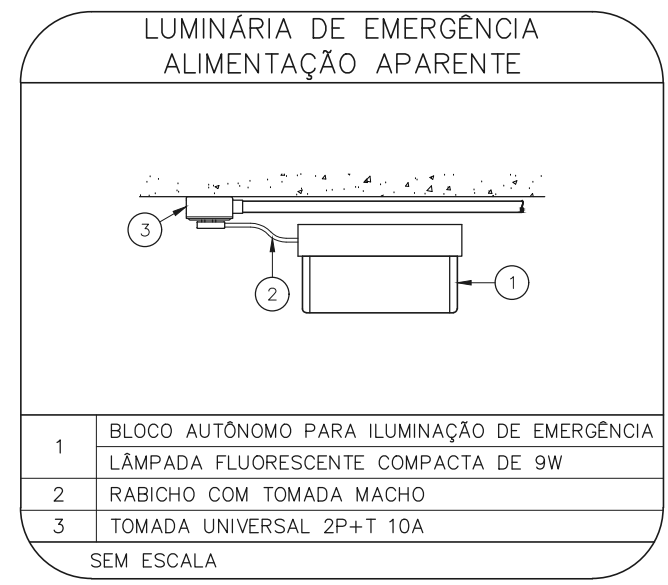 LUMINÁRIA DE EMERGÊNCIA
ALIMENTAÇÃO APARENTE
3
2
1
1
BLOCO AUTÔNOMO PARA ILUMINAÇÃO DE EMERGÊNCIA
LÂMPADA FLUORESCENTE COMPACTA DE 9W
2 RABICHO COM TOMADA MACHO
3 TOMADA UNIVERSAL 2P+T 10A
SEM ESCALA